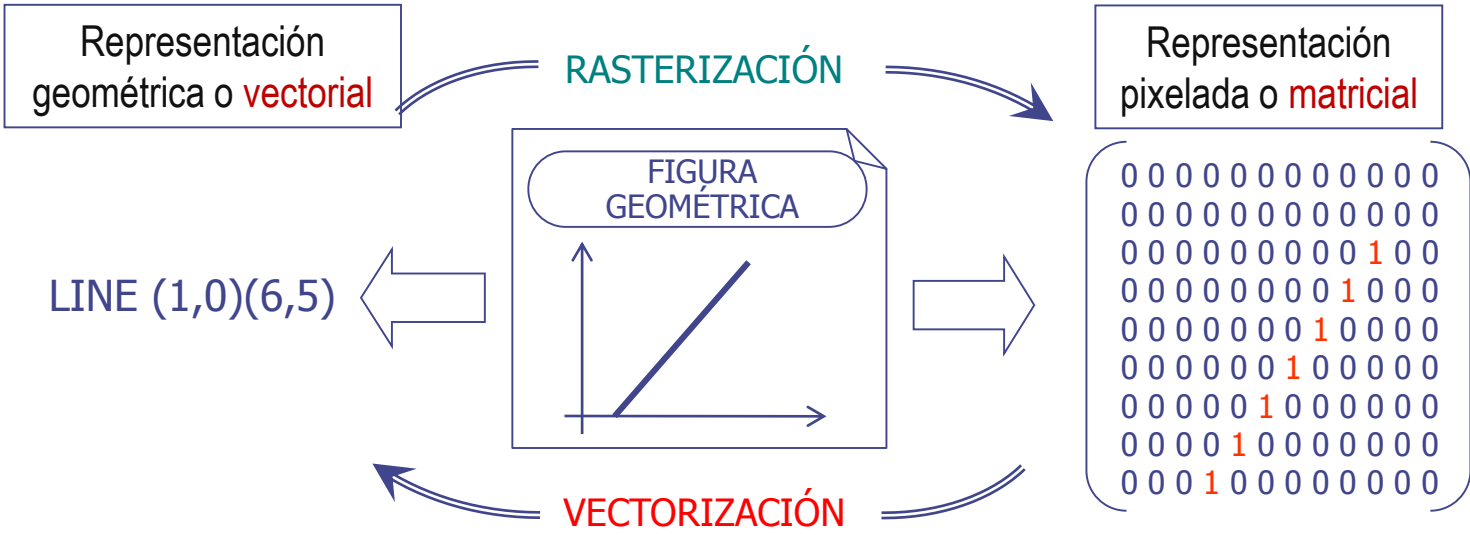 Representación
geométrica o vectorial
RASTERIZACIÓN
Representación
pixelada o matricial
FIGURA
GEOMÉTRICA
LINE (1,0)(6,5)
0 0 0 0 0 0 0 0 0 0 0 0
0 0 0 0 0 0 0 0 0 0 0 0
0 0 0 0 0 0 0 0 0 1 0 0
0 0 0 0 0 0 0 0 1 0 0 0
0 0 0 0 0 0 0 1 0 0 0 0
0 0 0 0 0 0 1 0 0 0 0 0
0 0 0 0 0 1 0 0 0 0 0 0
0 0 0 0 1 0 0 0 0 0 0 0
0 0 0 1 0 0 0 0 0 0 0 0
VECTORIZACIÓN